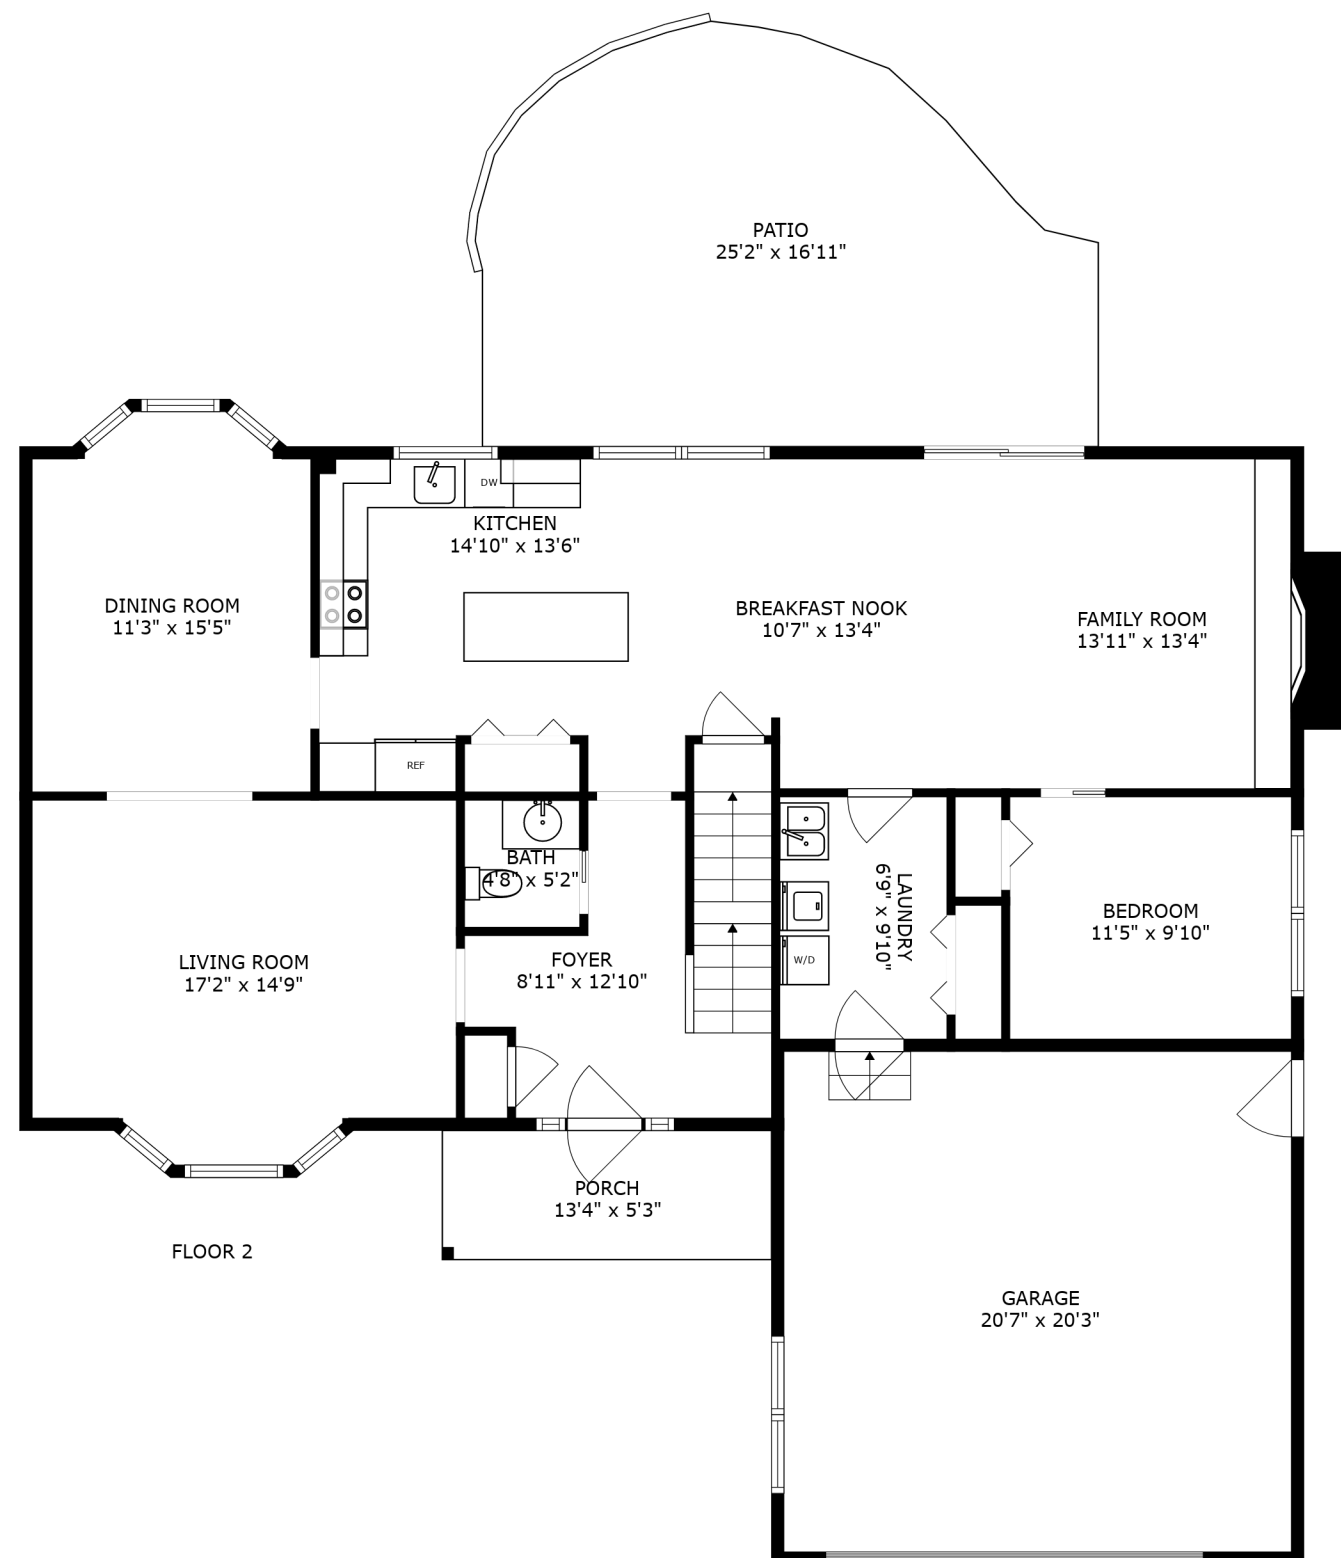 PATIO
25'2" x 16'11"
DW
KITCHEN
14'10" x 13'6"
DINING ROOM
11'3" x 15'5"
BREAKFAST NOOK
10'7" x 13'4"
FAMILY ROOM
13'11" x 13'4"
REF
BATH
4'8" x 5'2"
LAUNDRY
6'9" x 9'10"
BEDROOM
11'5" x 9'10"
LIVING ROOM
17'2" x 14'9"
FOYER
8'11" x 12'10"
W/D
PORCH
13'4" x 5'3"
FLOOR 2
GARAGE
20'7" x 20'3"